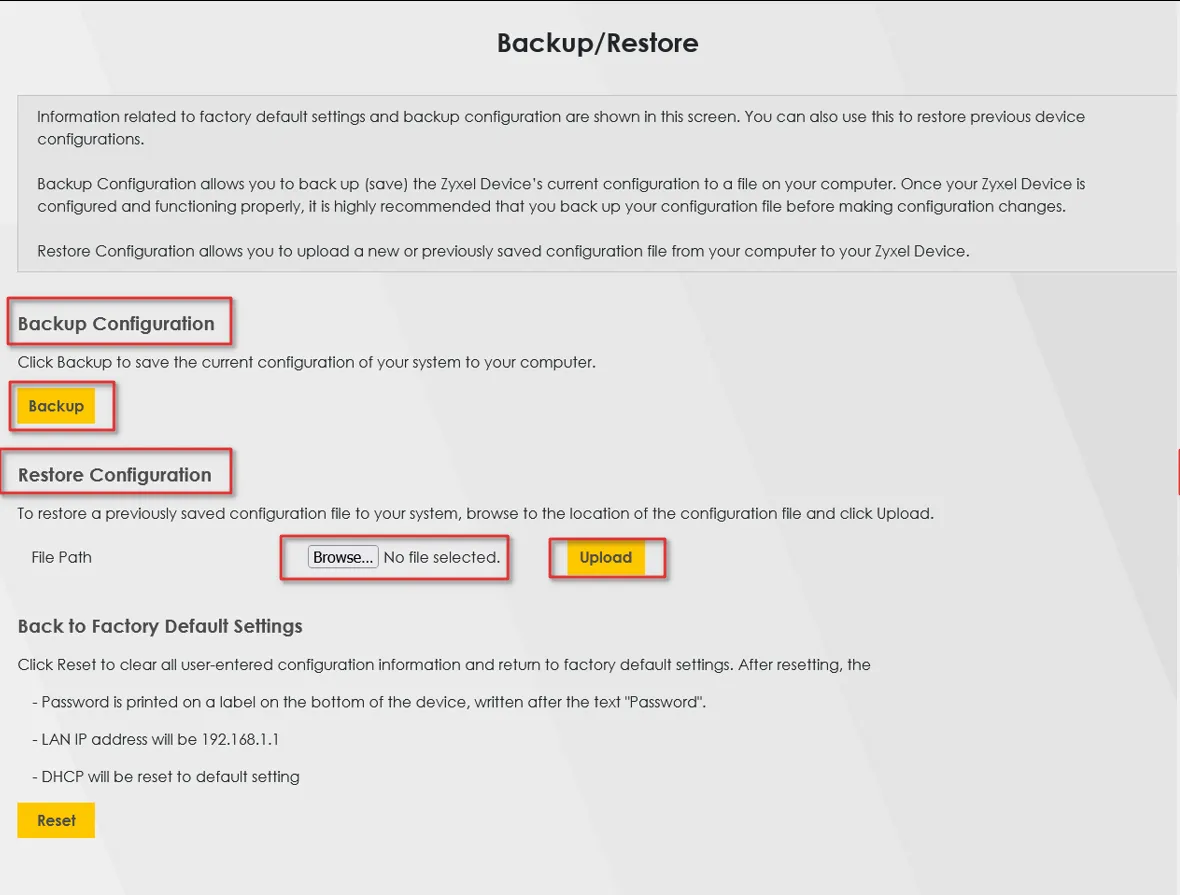 Backup/Restore
Information related to factory default settings and backup configuration are shown in this screen. You can also use this to restore previous device
configurations.
Backup Configuration allows you to back up (save) the Zyxel Device’s current configuration to a file on your computer. Once your Zyxel Device is
configured and functioning properly, it is highly recommended that you back up your configuration file before making configuration changes.
Restore Configuration allows you to upload a new or previously saved configuration file from your computer to your Zyxel Device.
Backup Configuration
Click Backup to save the current configuration of your system to your computer.
Backup
Restore Configuration
To restore a previously saved configuration file to your system, browse to the location of the configuration file and click Upload.
File Path Browse... No file selected. Upload
Back to Factory Default Settings
Click Reset to clear all user-entered configuration information and return to factory default settings. After resetting, the
- Password is printed on a label on the bottom of the device, written after the text "Password".
- LAN IP address will be 192.168.1.1
- DHCP will be reset to default setting
Reset